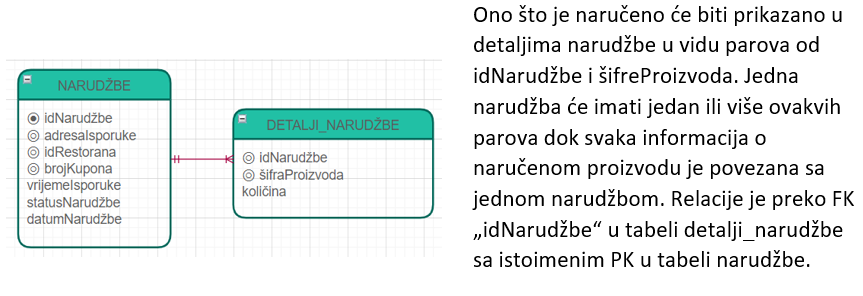 NARUDŽBE
idNarudžbe
adresaIsporuke
idRestorana
brojKupona
vrijemeIsporuke
statusNarudžbe
datumNarudžbe
DETALJI_NARUDŽBE
idNarudžbe
šifraProizvoda
količina
Ono što je naručeno će biti prikazano u
detaljima narudžbe u vidu parova od
idNarudžbe i šifreProizvoda. Jedna
narudžba će imati jedan ili više ovakvih
parova dok svaka informacija o
naručenom proizvodu je povezana sa
jednom narudžbom. Relacije je preko FK
„idNarudžbe“ u tabeli detalji_narudžbe
sa istoimenim PK u tabeli narudžbe.